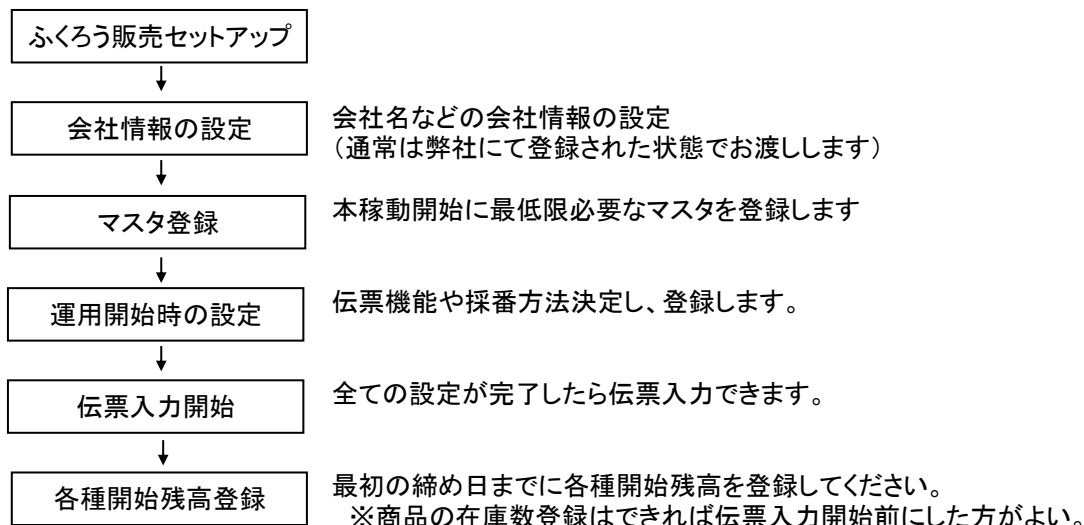 ふくろう販売セットアップ
会社情報の設定
会社名などの会社情報の設定
（通常は弊社にて登録された状態でお渡しします）
マスタ登録
本稼動開始に最低限必要なマスタを登録します
運用開始時の設定
伝票機能や採番方法決定し、登録します。
伝票入力開始
全ての設定が完了したら伝票入力できます。
各種開始残高登録
最初の締め日までに各種開始残高を登録してください。
※商品の在庫数登録はできれば伝票入力開始前にした方がよい。